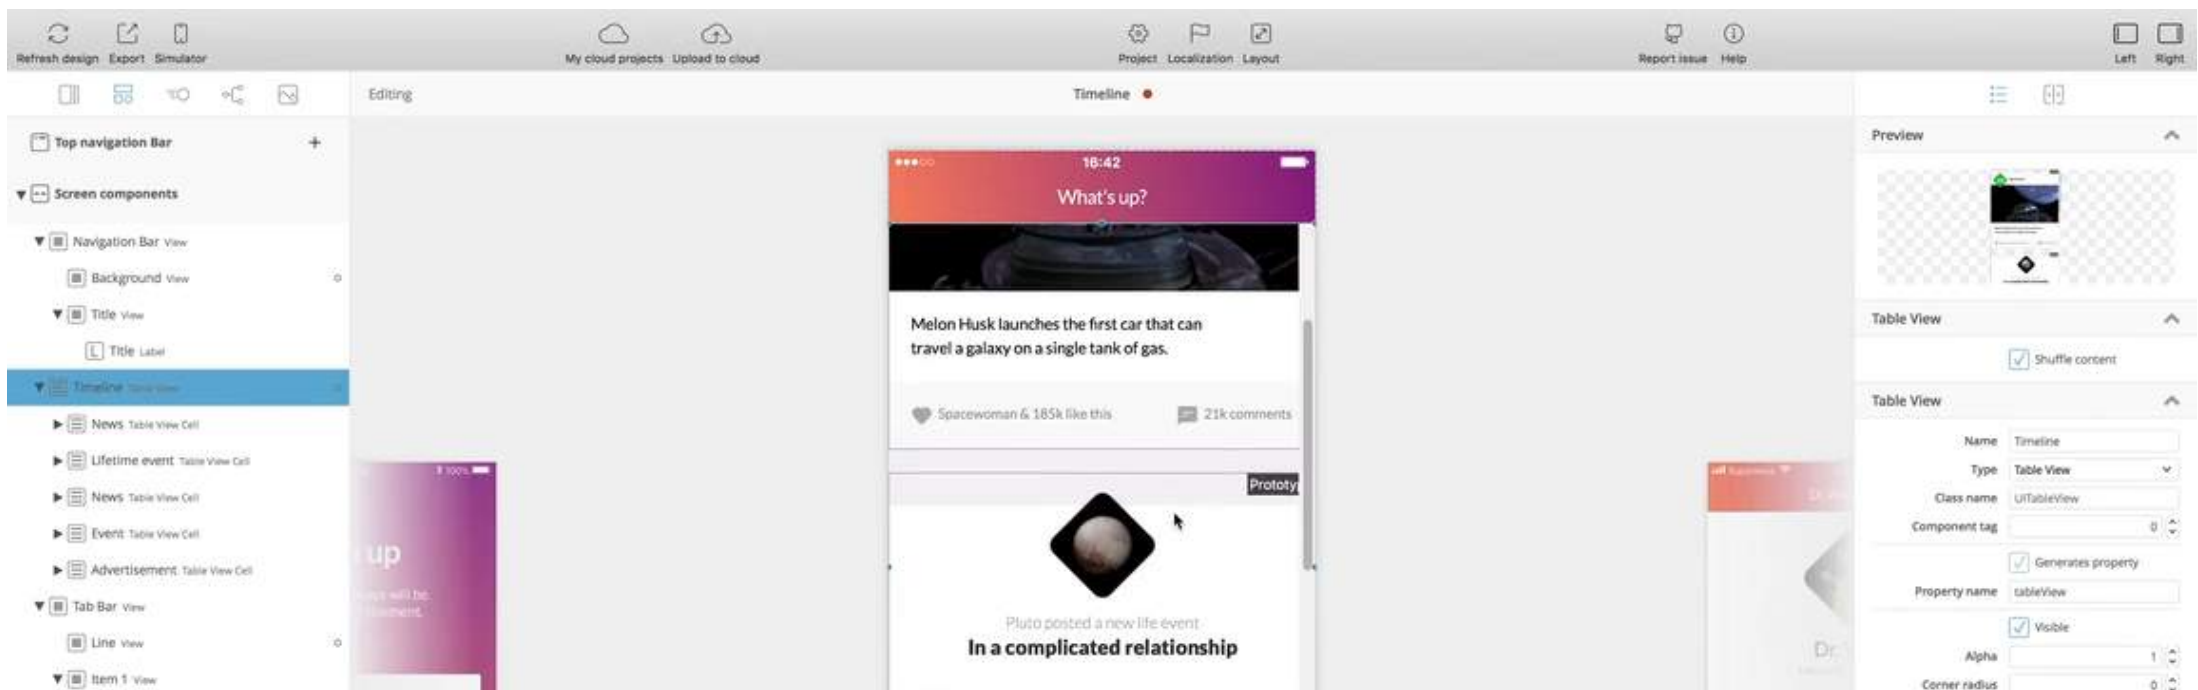 Refresh design Export Simulator
My cloud projects Upload to cloud
Project Localization Layout
Report issue Help
Left Right
Editing
Timeline
Top navigation Bar
Screen components
Navigation Bar View
Background View
Title View
Title Label
Timeline Table View
News Table View Cell
Lifetime event Table View Cell
News Table View Cell
Event Table View Cell
Advertisement Table View Cell
Tab Bar View
Line View
Item 1 View
100%
up
will be
16:42
What's up?
Melon Husk launches the first car that can
travel a galaxy on a single tank of gas.
Spacewoman & 185k like this
21k comments
Prototy
Pluto posted a new life event
In a complicated relationship
Dr.
Preview
Table View
Shuffle content
Table View
Name Timeline
Type Table View
Class name UITableView
Component tag 0
Generates property
Property name tableView
Visible
Alpha 1
Corner radius 0